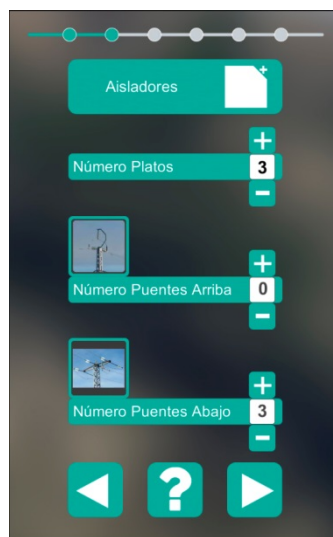 Aisladores
+
Número Platos
3
Número Puentes Arriba
0
Número Puentes Abajo
3
?